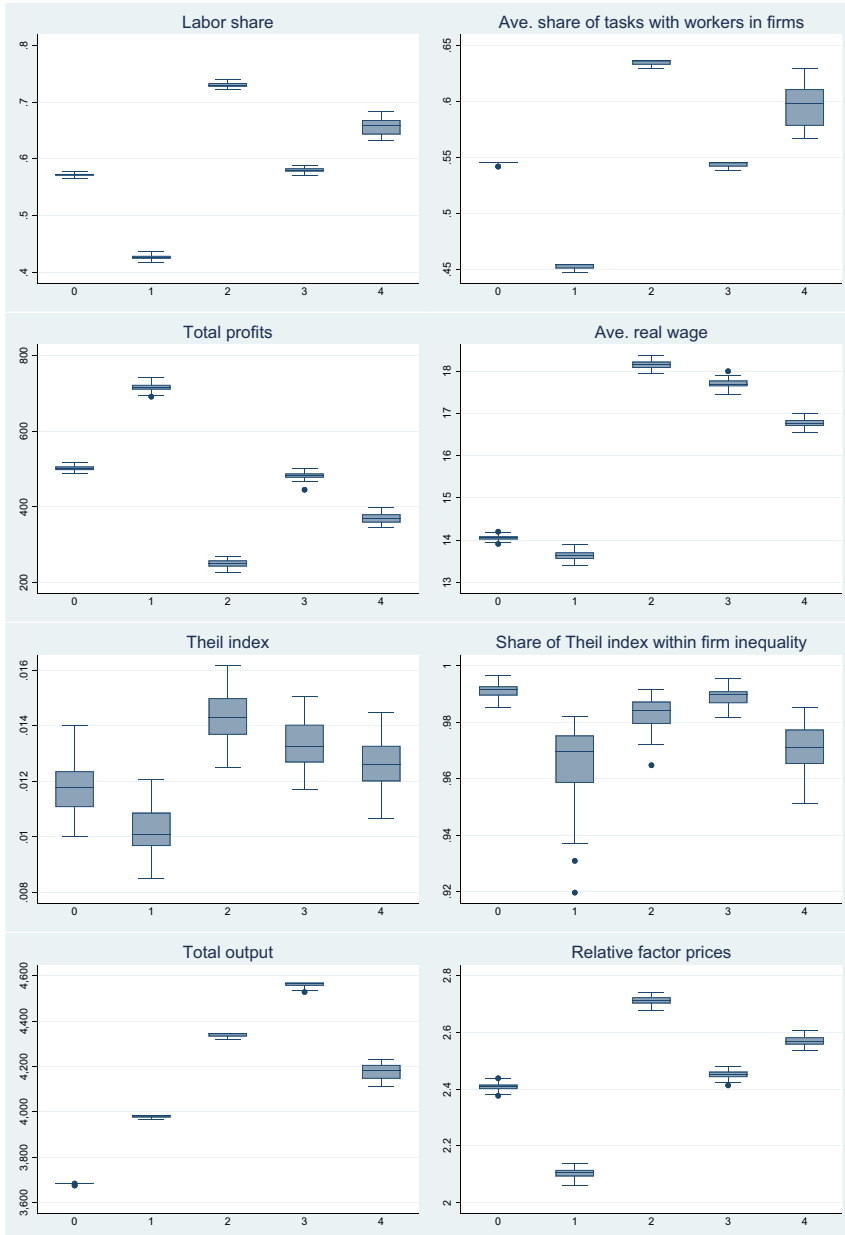 Labor share
.8
.7
.6
.5
.4
0 1 2 3 4
Ave. share of tasks with workers in firms
.65
.6
.55
.5
.45
0 1 2 3 4
Total profits
800
600
400
200
0 1 2 3 4
Ave. real wage
18
17
16
15
14
13
0 1 2 3 4
Theil index
.016
.014
.012
.01
.008
0 1 2 3 4
Share of Theil index within firm inequality
1
.98
.96
.94
.92
0 1 2 3 4
Total output
4,600
4,400
4,200
4,000
3,800
3,600
0 1 2 3 4
Relative factor prices
2.8
2.6
2.4
2.2
2
0 1 2 3 4